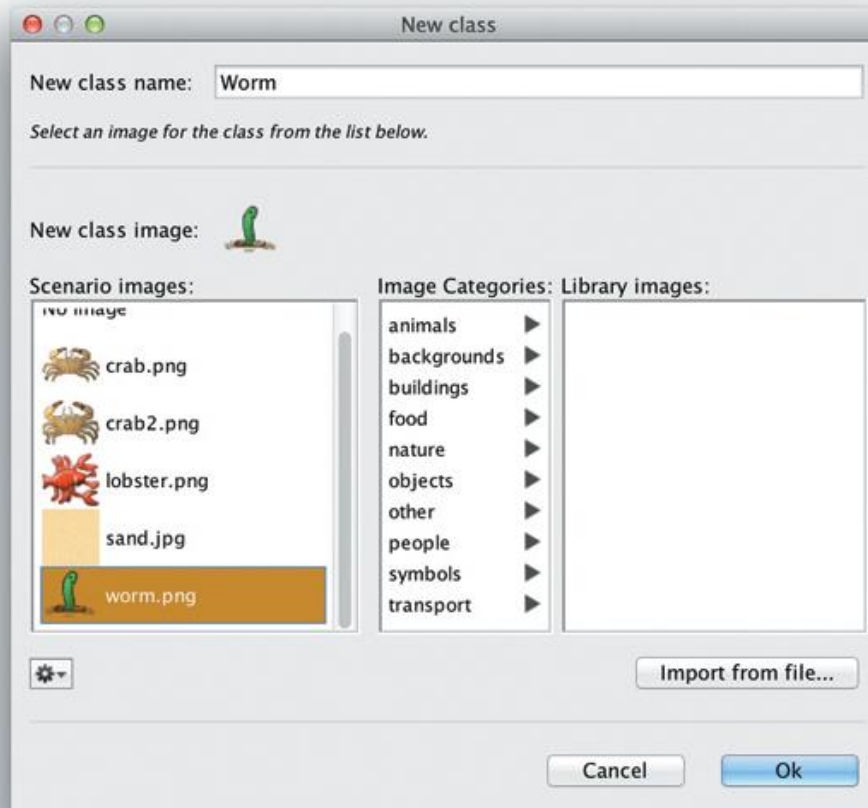 New class
New class name: Worm
Select an image for the class from the list below.
New class image:
Scenario images:
No image
crab.png
crab2.png
lobster.png
sand.jpg
worm.png
Image Categories:
animals
backgrounds
buildings
food
nature
objects
other
people
symbols
transport
Library images:
Import from file...
Cancel
Ok